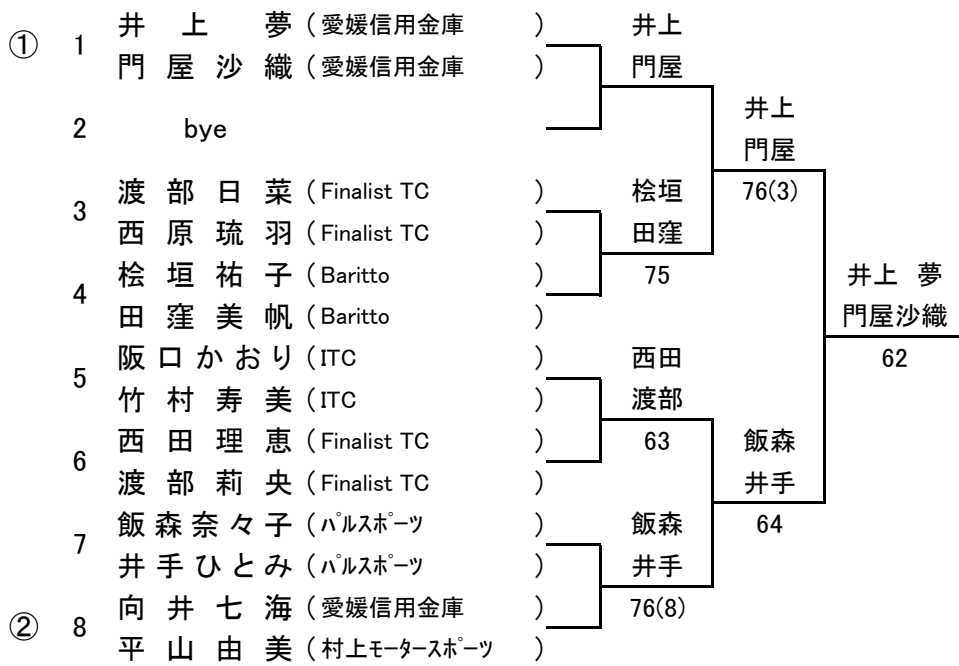 井 上 夢 ( 愛媛信用金庫 ) 井上
① 1
門 屋 沙 織 ( 愛媛信用金庫 ) 門屋
井上
2 bye
門屋
渡 部 日 菜 ( Finalist TC ) 桧垣 76(3)
3
西 原 琉 羽 ( Finalist TC ) 田窪
桧 垣 祐 子 ( Baritto ) 75 井上 夢
4
田 窪 美 帆 ( Baritto ) 門屋沙織
阪 口 か お り ( ITC ) 西田 62
5
竹 村 寿 美 ( ITC ) 渡部
西 田 理 恵 ( Finalist TC ) 63 飯森
6
渡 部 莉 央 ( Finalist TC ) 井手
飯 森 奈 々 子 ( パルスポーツ ) 飯森 64
7
井 手 ひ と み ( パルスポーツ ) 井手
向 井 七 海 ( 愛媛信用金庫 ) 76(8)
② 8
平 山 由 美 ( 村上モータースポーツ )